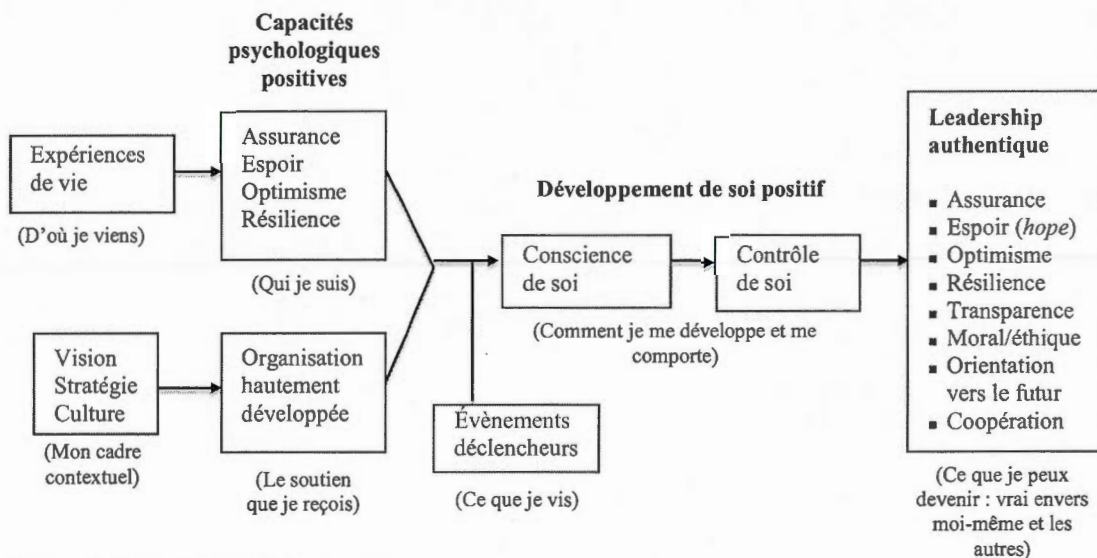 Capacités
psychologiques
positives
Expériences
de vie
(D'où je viens)
Assurance
Espoir
Optimisme
Résilience
(Qui je suis)
Vision
Stratégie
Culture
(Mon cadre
contextuel)
Organisation
hautement
développée
(Le soutien
que je reçois)
Évènements
déclencheurs
(Ce que je vis)
Développement de soi positif
Conscience
de soi
Contrôle
de soi
(Comment je me développe et me
comporte)
Leadership
authentique
▪ Assurance
▪ Espoir (hope)
▪ Optimisme
▪ Résilience
▪ Transparence
▪ Moral/éthique
▪ Orientation
vers le futur
▪ Coopération
(Ce que je peux
devenir : vrai envers
moi-même et les
autres)